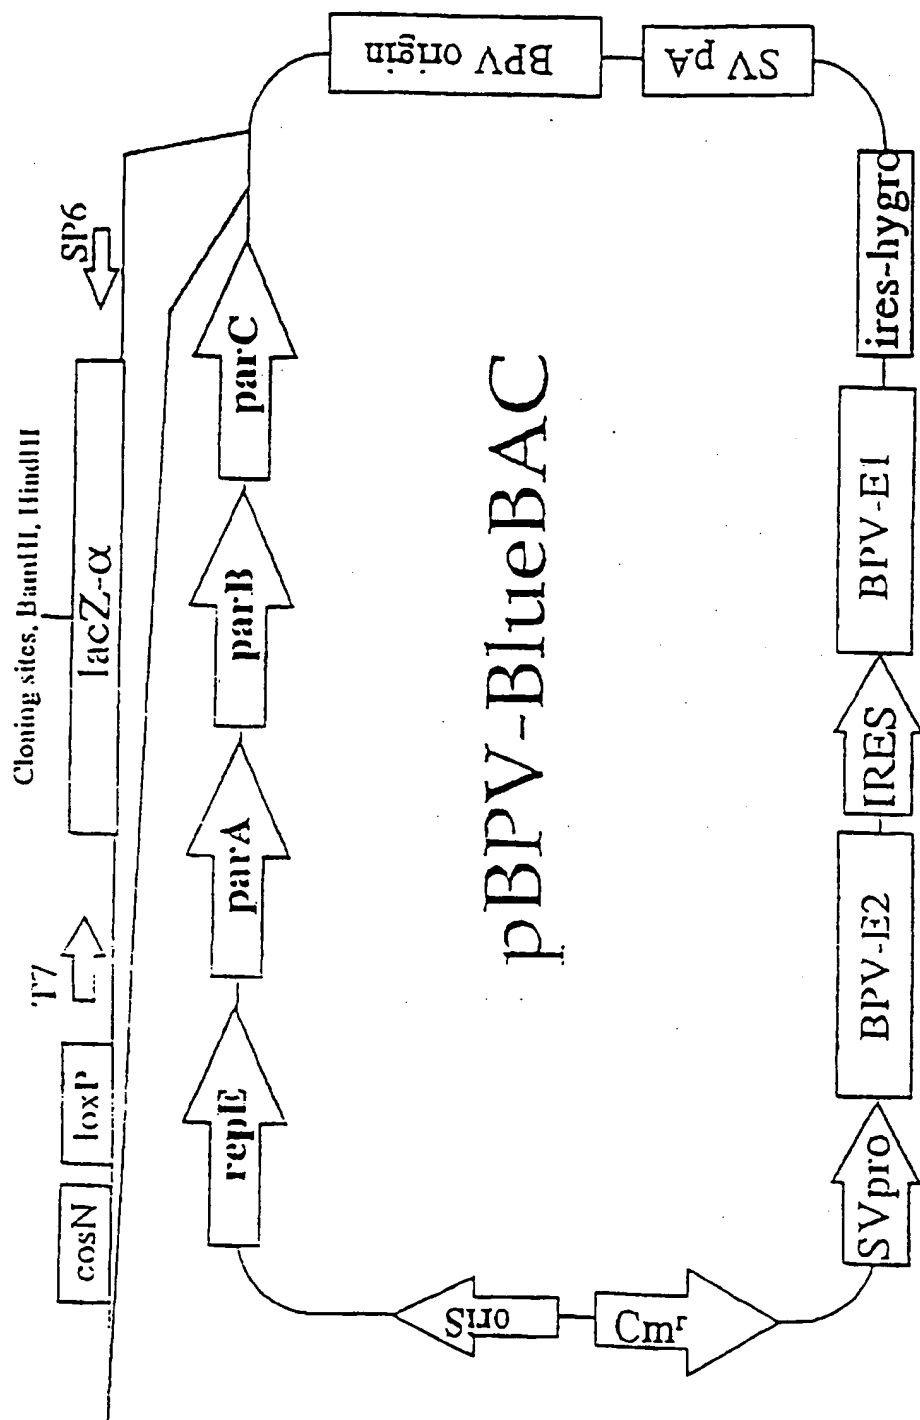 Cloning sites, BamHI, HindIII
cosN
loxP
T7
lacZ-α
SP6
repE
parA
parB
parC
oriS
Cmr
pBPV-BlueBAC
BPV origin
SV pA
SVpro
BPV-E2
IRES
BPV-E1
ires-hygro